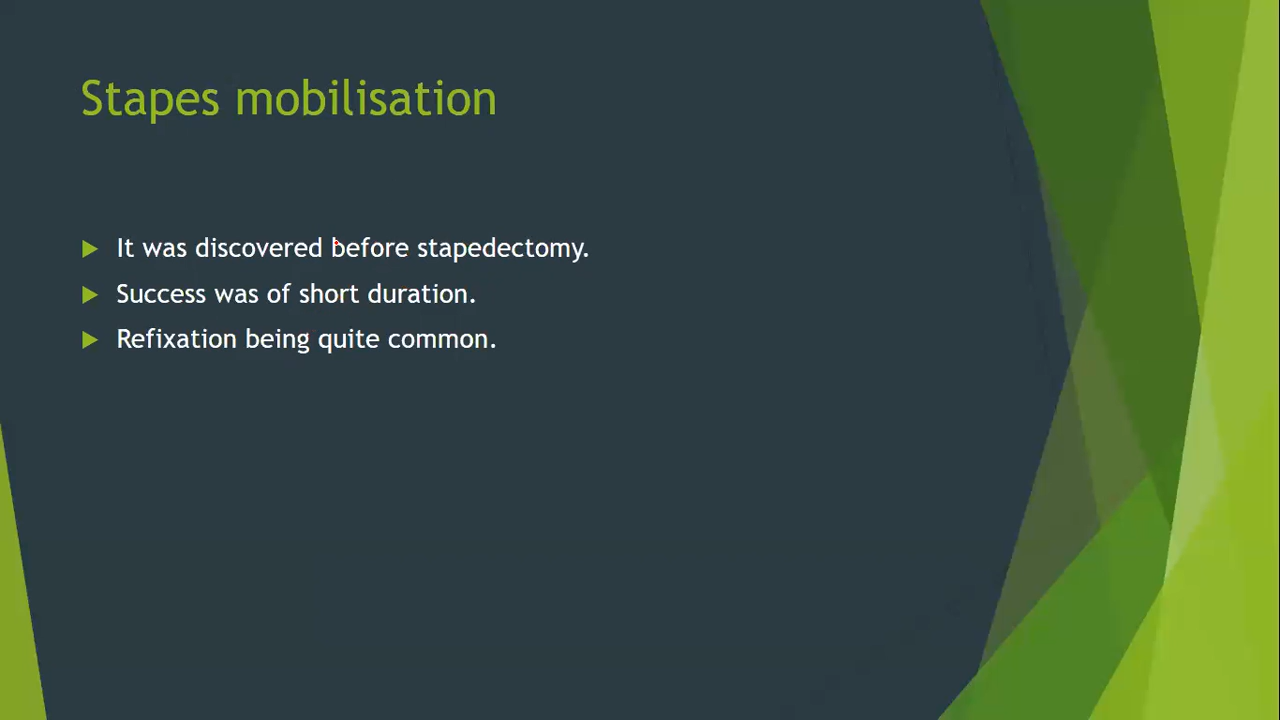 Stapes mobilisation
It was discovered before stapedectomy.
Success was of short duration.
Refixation being quite common.